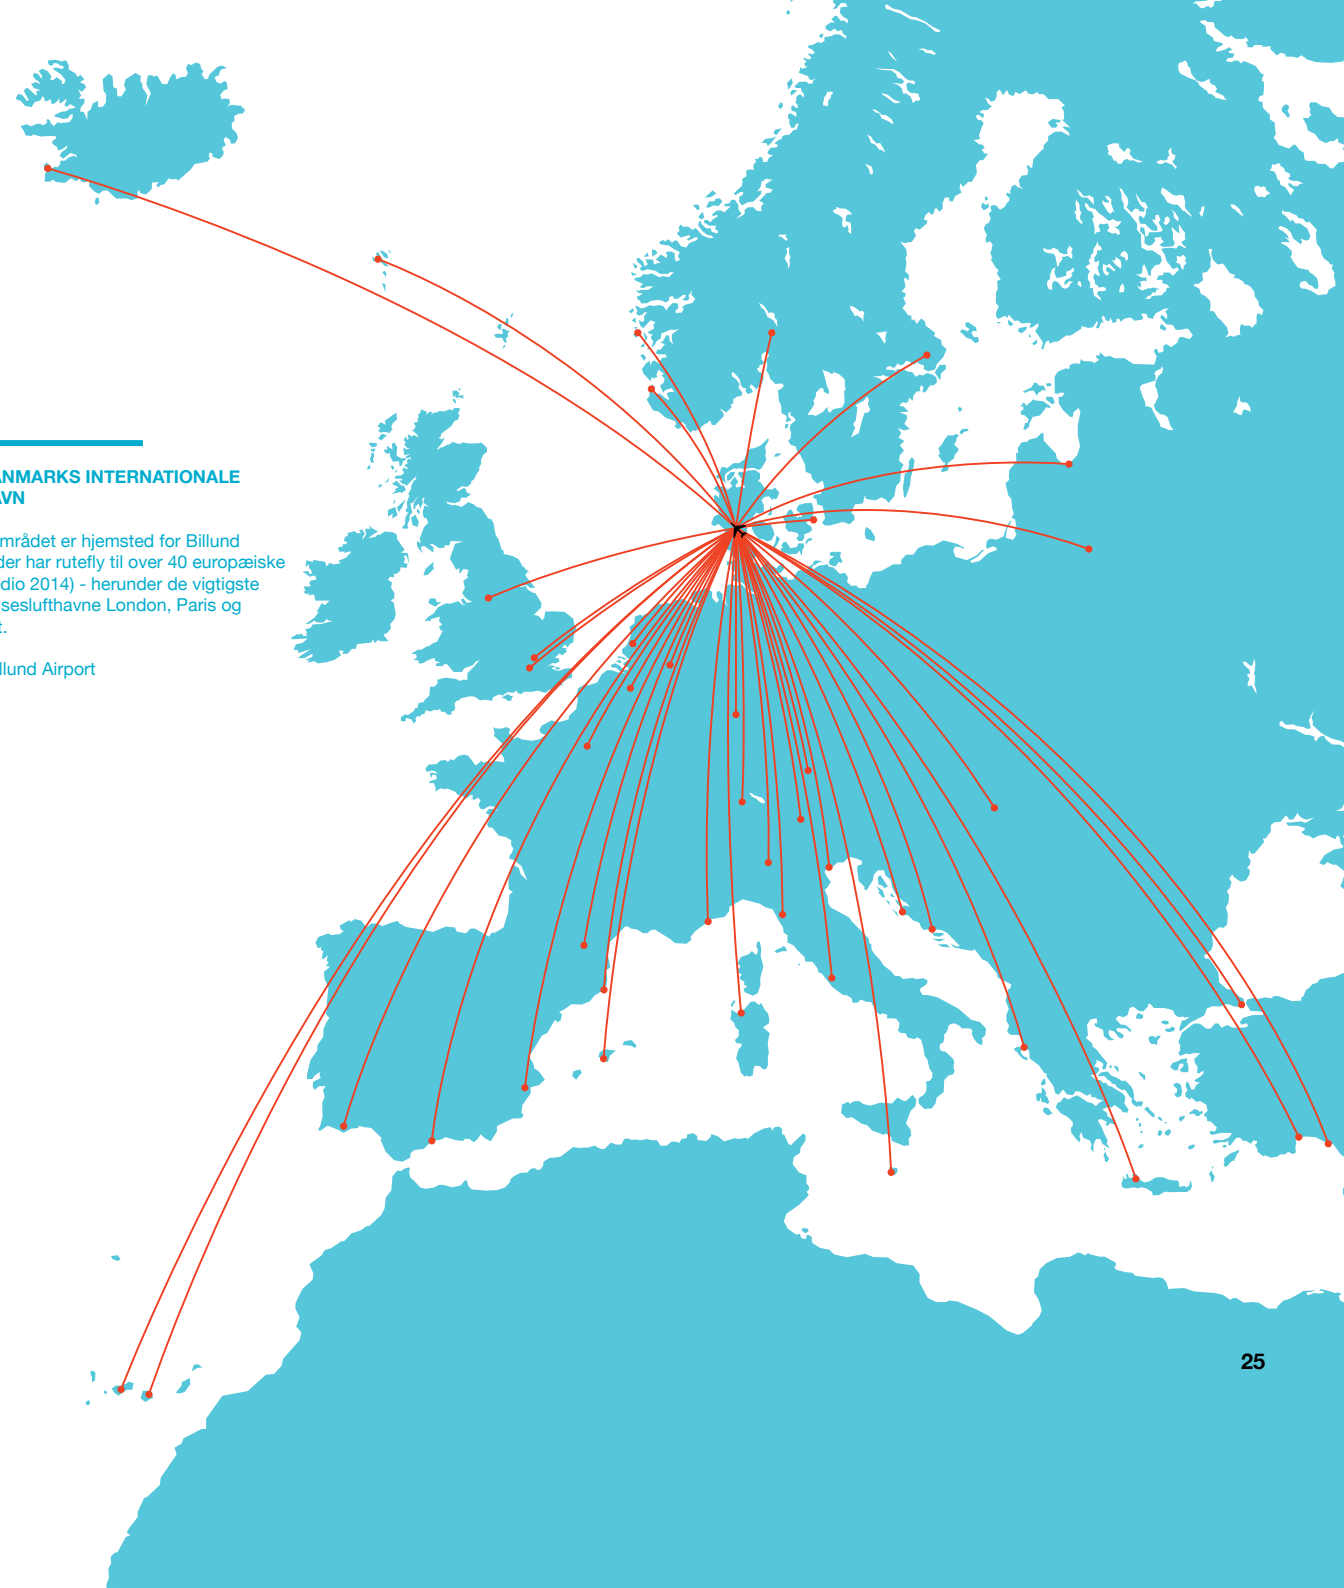 ANMARKS INTERNATIONALE
AVN
mrådet er hjemsted for Billund
der har rutefly til over 40 europæiske
dio 2014) - herunder de vigtigste
seslufthavne London, Paris og
t.
llund Airport
25